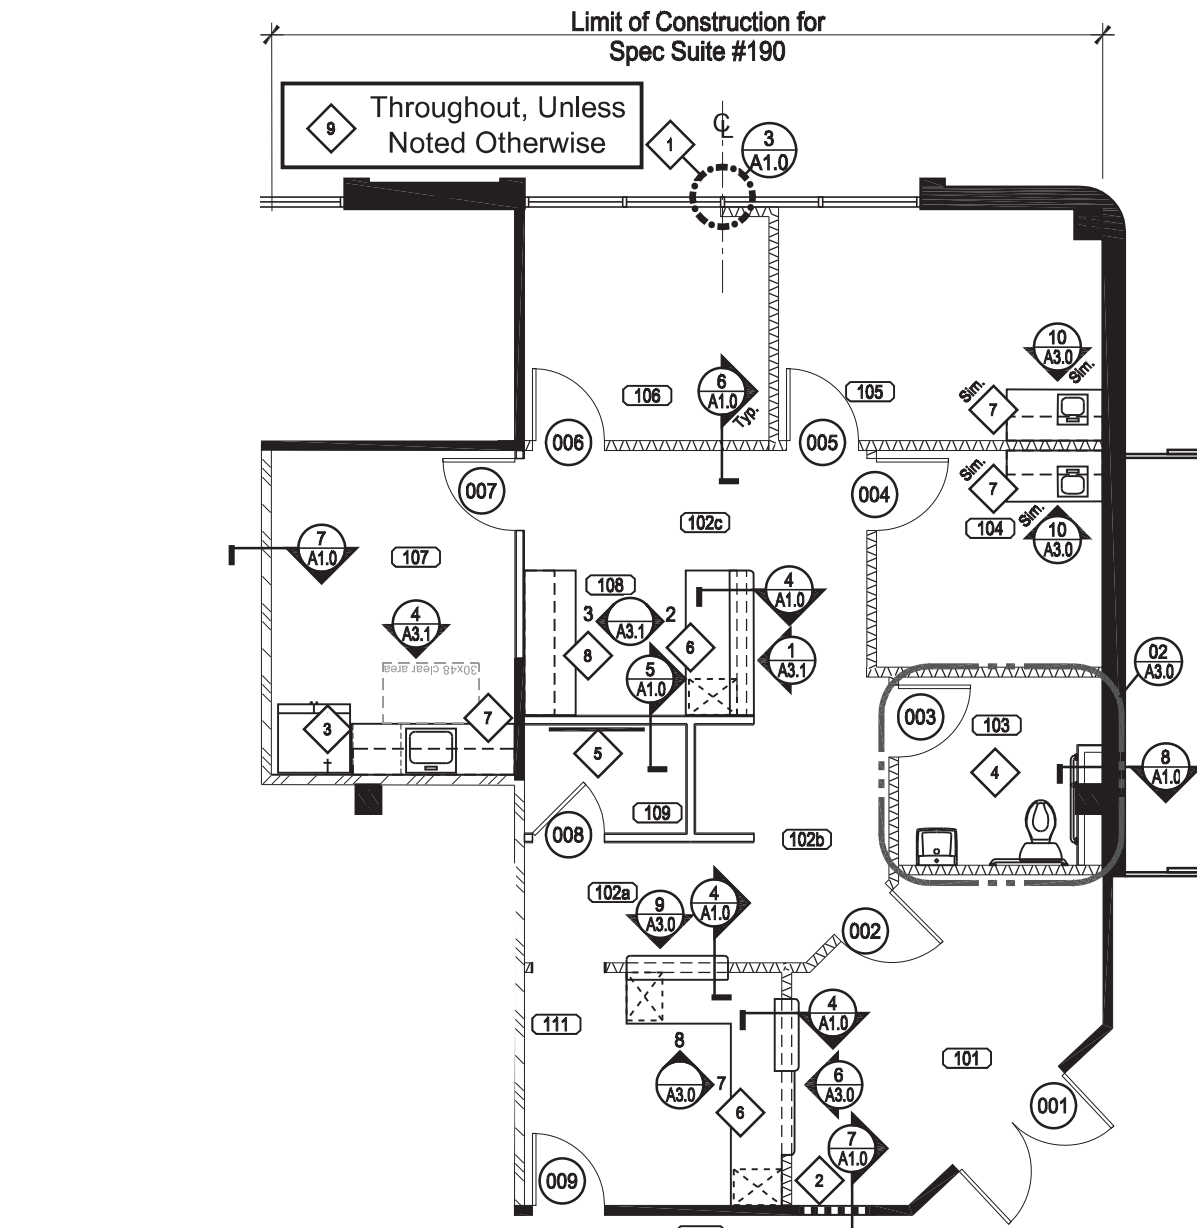 Limit of Construction for
Spec Suite #190
9
Throughout, Unless
Noted Otherwise
1
℄
3
A1.0
10
A3.0
Sim.
Sim.
7
6
A1.0
Typ.
106
105
006
005
Sim.
7
007
004
102c
104
Sim.
10
A3.0
7
A1.0
107
108
4
A1.0
4
A3.1
3
A3.1
2
8
6
1
A3.1
02
A3.0
30x48 clear area
5
A1.0
3
7
003
103
5
4
8
A1.0
109
008
102b
102a
9
A3.0
4
A1.0
002
111
4
A1.0
8
A3.0
7
6
A3.0
101
6
001
7
A1.0
009
2